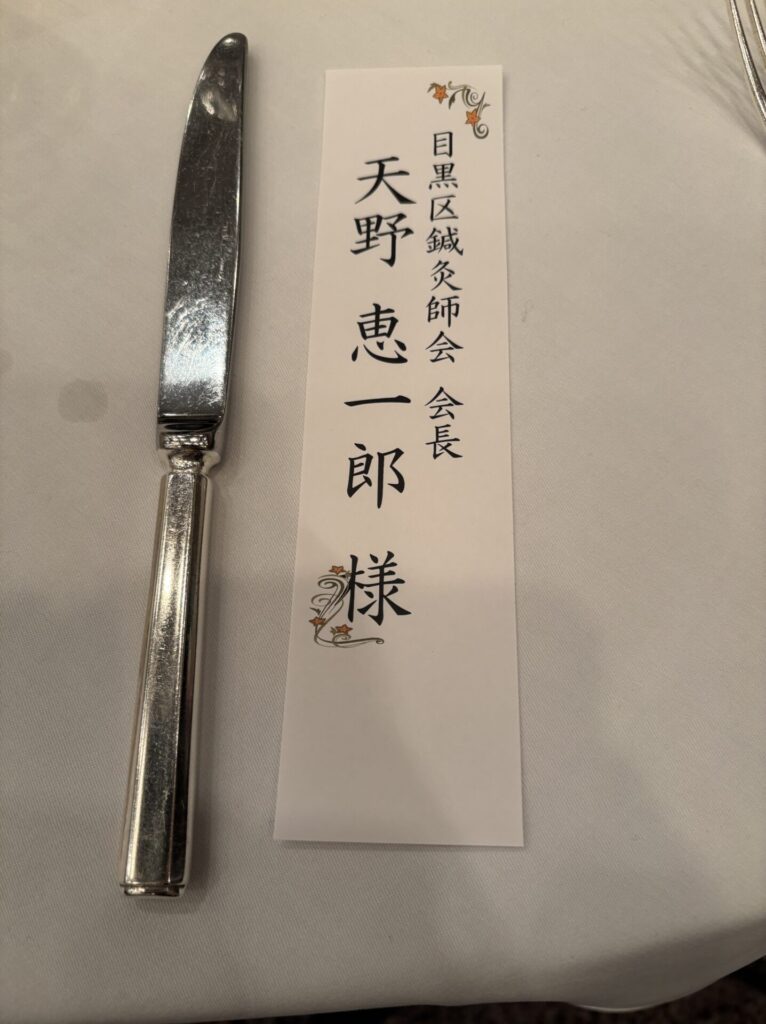 目黒区鍼灸師会 会長
天野 恵一郎 様